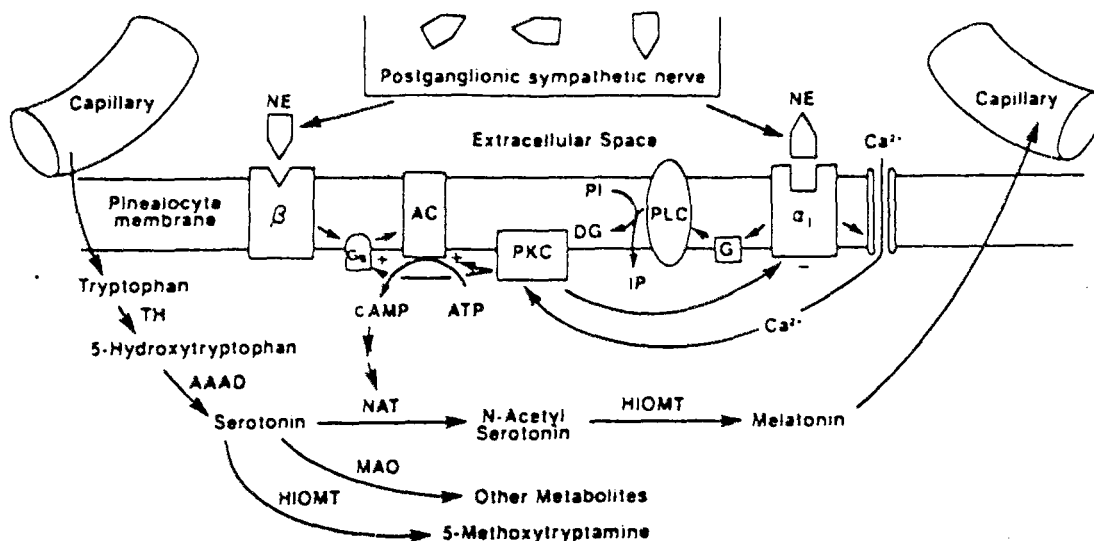 Postganglionic sympathetic nerve
Capillary
NE
NE
Capillary
Extracellular Space
Ca²⁺
Pinealocyte
membrane
β
AC
PI
PLC
α₁
DG
Gs
+
+
PKC
G
−
IP
Tryptophan
cAMP
ATP
TH
Ca²⁺
5-Hydroxytryptophan
AAAD
NAT
HIOMT
Serotonin
N-Acetyl
Serotonin
Melatonin
MAO
HIOMT
Other Metabolites
5-Methoxytryptamine